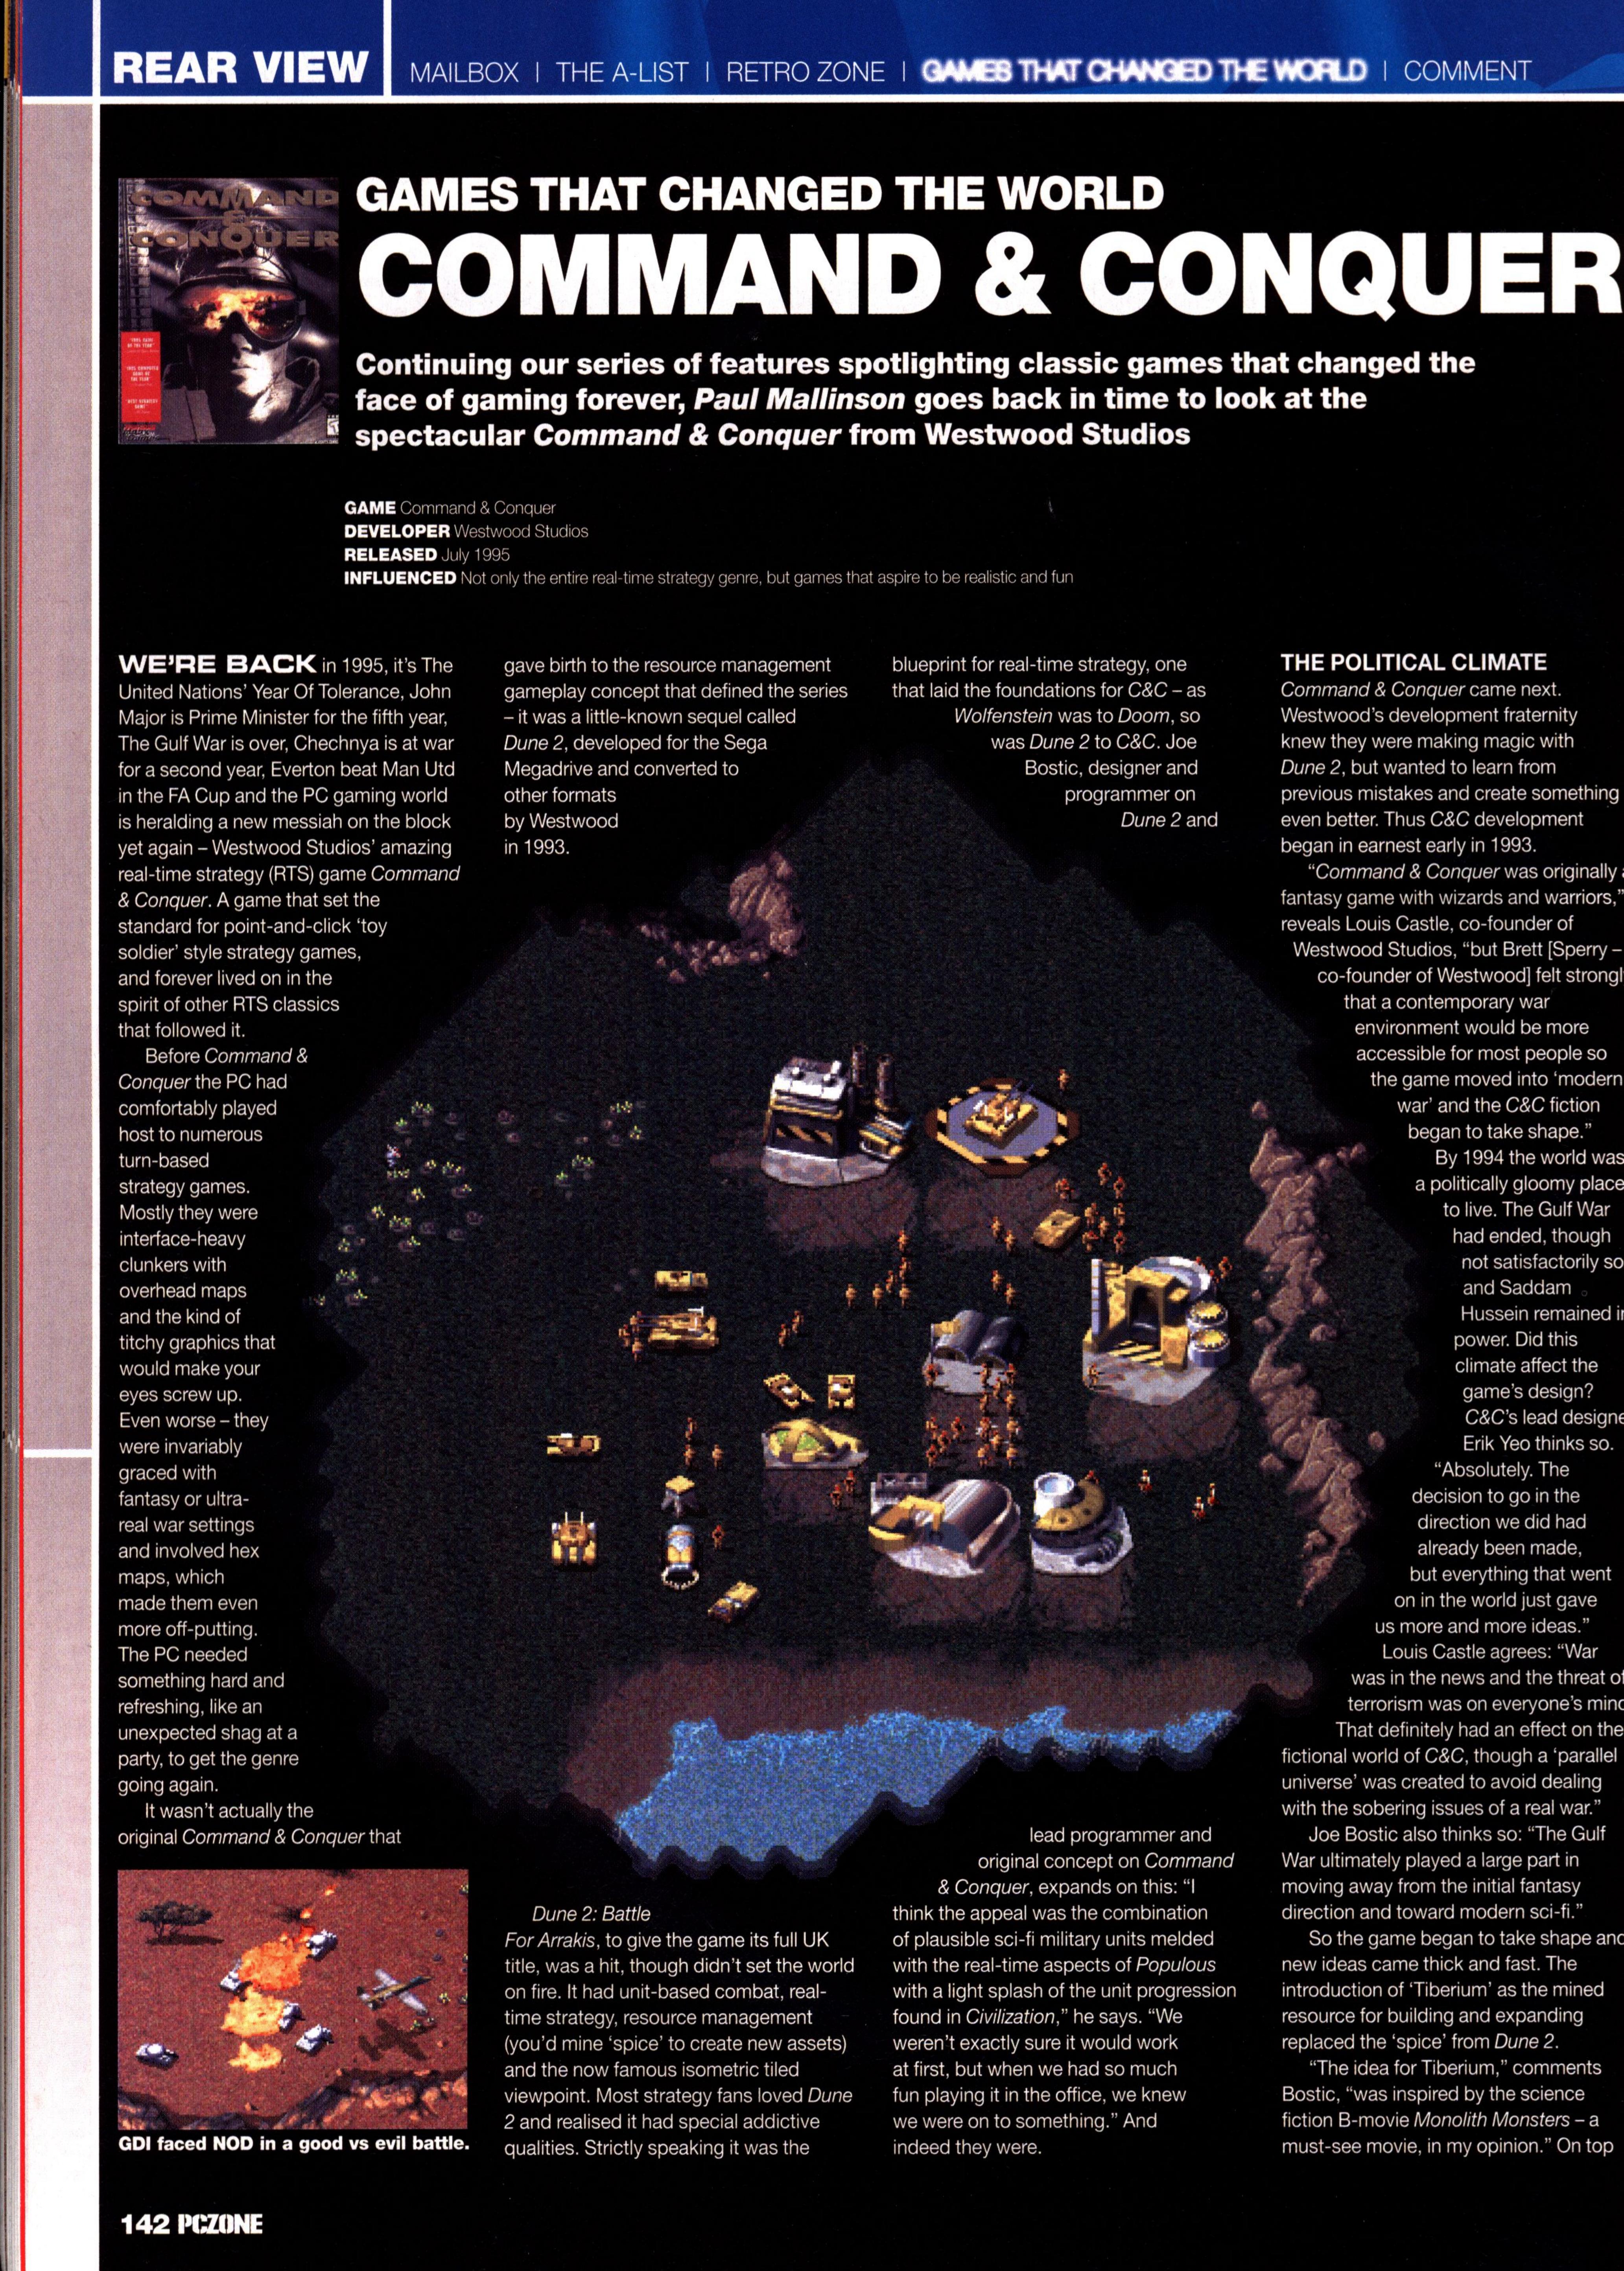 REAR VIEW
MAILBOX | THE A-LIST | RETRO ZONE | GAMES THAT CHANGED THE WORLD | COMMENT
COMMAND
&
CONQUER
GAMES THAT CHANGED THE WORLD
COMMAND & CONQUER
Continuing our series of features spotlighting classic games that changed the
face of gaming forever, Paul Mallinson goes back in time to look at the
spectacular Command & Conquer from Westwood Studios
GAME Command & Conquer
DEVELOPER Westwood Studios
RELEASED July 1995
INFLUENCED Not only the entire real-time strategy genre, but games that aspire to be realistic and fun
WE'RE BACK in 1995, it's The
United Nations' Year Of Tolerance, John
Major is Prime Minister for the fifth year,
The Gulf War is over, Chechnya is at war
for a second year, Everton beat Man Utd
in the FA Cup and the PC gaming world
is heralding a new messiah on the block
yet again – Westwood Studios' amazing
real-time strategy (RTS) game Command
& Conquer. A game that set the
standard for point-and-click 'toy
soldier' style strategy games,
and forever lived on in the
spirit of other RTS classics
that followed it.
Before Command &
Conquer the PC had
comfortably played
host to numerous
turn-based
strategy games.
Mostly they were
interface-heavy
clunkers with
overhead maps
and the kind of
titchy graphics that
would make your
eyes screw up.
Even worse – they
were invariably
graced with
fantasy or ultra-
real war settings
and involved hex
maps, which
made them even
more off-putting.
The PC needed
something hard and
refreshing, like an
unexpected shag at a
party, to get the genre
going again.
It wasn't actually the
original Command & Conquer that
GDI faced NOD in a good vs evil battle.
gave birth to the resource management
gameplay concept that defined the series
– it was a little-known sequel called
Dune 2, developed for the Sega
Megadrive and converted to
other formats
by Westwood
in 1993.
Dune 2: Battle
For Arrakis, to give the game its full UK
title, was a hit, though didn't set the world
on fire. It had unit-based combat, real-
time strategy, resource management
(you'd mine 'spice' to create new assets)
and the now famous isometric tiled
viewpoint. Most strategy fans loved Dune
2 and realised it had special addictive
qualities. Strictly speaking it was the
blueprint for real-time strategy, one
that laid the foundations for C&C – as
Wolfenstein was to Doom, so
was Dune 2 to C&C. Joe
Bostic, designer and
programmer on
Dune 2 and
lead programmer and
original concept on Command
& Conquer, expands on this: "I
think the appeal was the combination
of plausible sci-fi military units melded
with the real-time aspects of Populous
with a light splash of the unit progression
found in Civilization," he says. "We
weren't exactly sure it would work
at first, but when we had so much
fun playing it in the office, we knew
we were on to something." And
indeed they were.
THE POLITICAL CLIMATE
Command & Conquer came next.
Westwood's development fraternity
knew they were making magic with
Dune 2, but wanted to learn from
previous mistakes and create something
even better. Thus C&C development
began in earnest early in 1993.
"Command & Conquer was originally
fantasy game with wizards and warriors,"
reveals Louis Castle, co-founder of
Westwood Studios, "but Brett [Sperry –
co-founder of Westwood] felt strongl
that a contemporary war
environment would be more
accessible for most people so
the game moved into 'modern
war' and the C&C fiction
began to take shape."
By 1994 the world was
a politically gloomy place
to live. The Gulf War
had ended, though
not satisfactorily so
and Saddam
Hussein remained in
power. Did this
climate affect the
game's design?
C&C's lead designe
Erik Yeo thinks so.
"Absolutely. The
decision to go in the
direction we did had
already been made,
but everything that went
on in the world just gave
us more and more ideas."
Louis Castle agrees: "War
was in the news and the threat of
terrorism was on everyone's mind
That definitely had an effect on the
fictional world of C&C, though a 'parallel
universe' was created to avoid dealing
with the sobering issues of a real war."
Joe Bostic also thinks so: "The Gulf
War ultimately played a large part in
moving away from the initial fantasy
direction and toward modern sci-fi."
So the game began to take shape and
new ideas came thick and fast. The
introduction of 'Tiberium' as the mined
resource for building and expanding
replaced the 'spice' from Dune 2.
"The idea for Tiberium," comments
Bostic, "was inspired by the science
fiction B-movie Monolith Monsters – a
must-see movie, in my opinion." On top
142 PCZONE